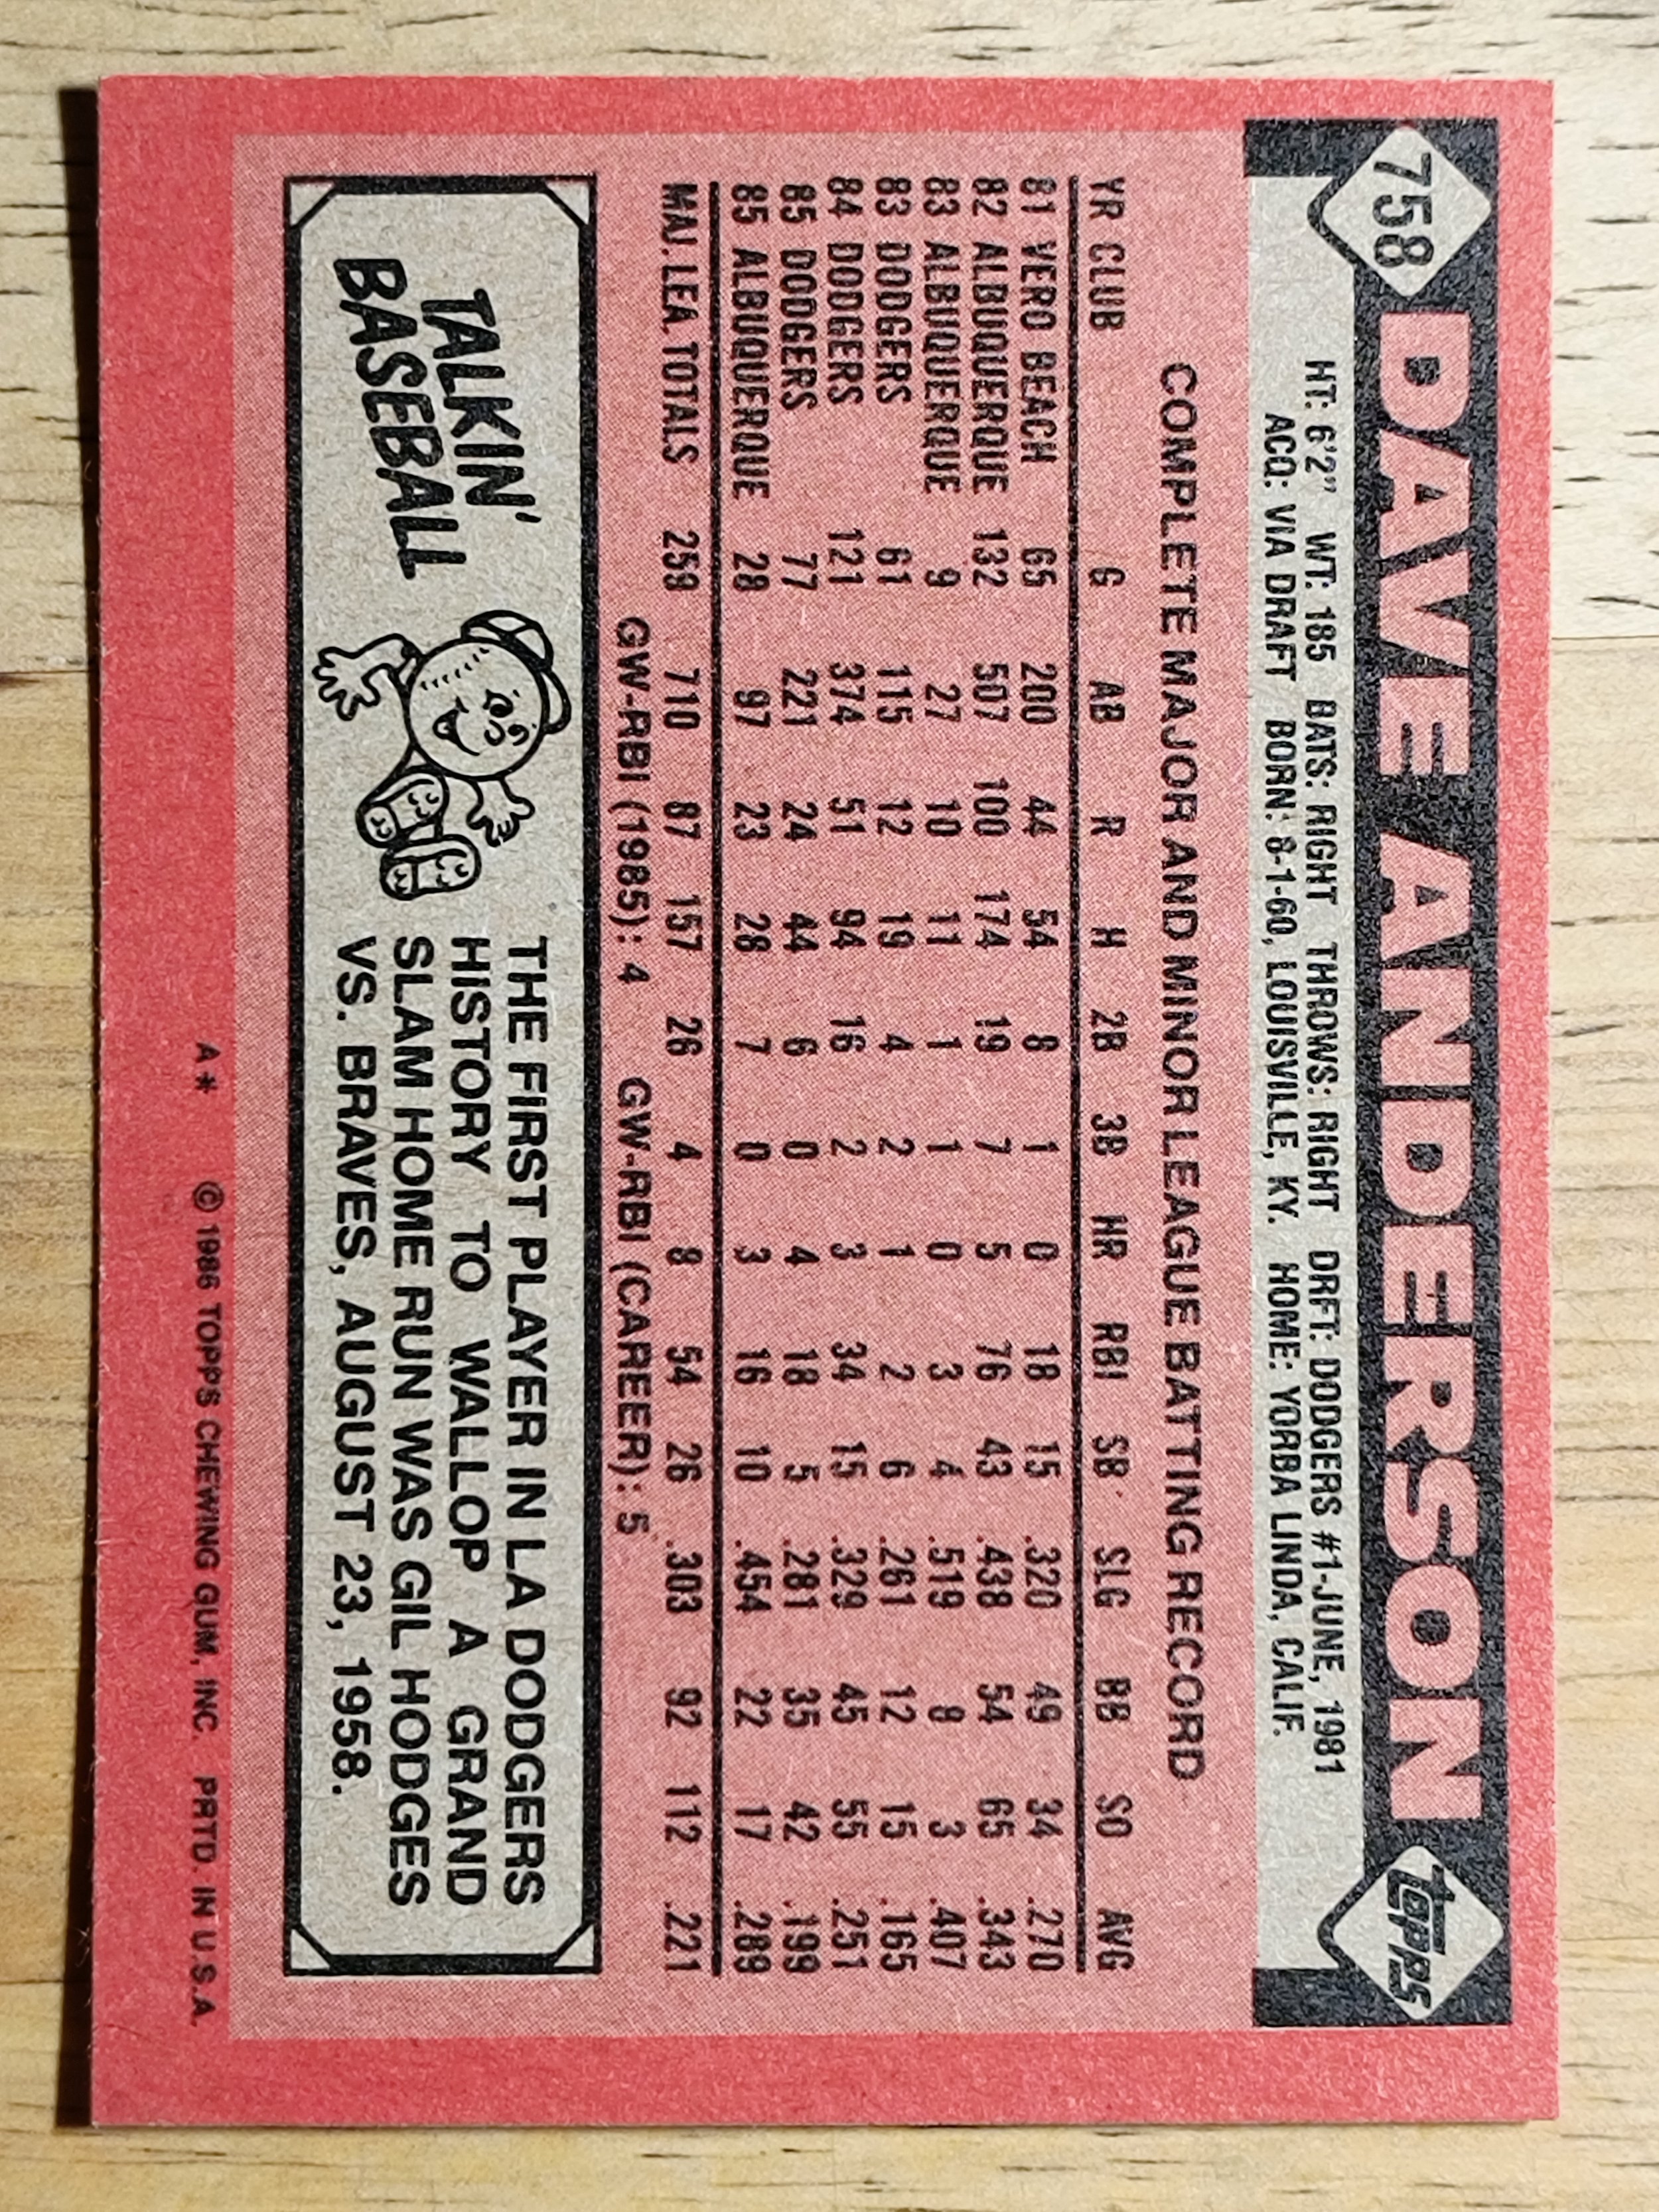 758 DAVE ANDERSON topps
HT: 6'2" WT: 185 BATS: RIGHT THROWS: RIGHT DRFT: DODGERS #1-JUNE, 1981
ACQ: VIA DRAFT BORN: 8-1-60, LOUISVILLE, KY. HOME: YORBA LINDA, CALIF.
COMPLETE MAJOR AND MINOR LEAGUE BATTING RECORD
YR CLUB G AB R H 2B 3B HR RBI SB SLG BB SO AVG
81 VERO BEACH 65 200 44 54 8 1 0 18 15 .320 49 34 .270
82 ALBUQUERQUE 132 507 100 174 19 7 5 76 43 .438 54 65 .343
83 ALBUQUERQUE 9 27 10 11 1 1 0 3 4 .519 8 3 .407
83 DODGERS 61 115 12 19 4 2 1 2 6 .261 12 15 .165
84 DODGERS 121 374 51 94 16 2 3 34 15 .329 45 55 .251
85 DODGERS 77 221 24 44 6 0 4 18 5 .281 35 42 .199
85 ALBUQUERQUE 28 97 23 28 7 0 3 16 10 .454 22 17 .289
MAJ. LEA. TOTALS 259 710 87 157 26 4 8 54 26 .303 92 112 .221
GW-RBI (1985): 4 GW-RBI (CAREER): 5
TALKIN'
BASEBALL
THE FIRST PLAYER IN LA DODGERS
HISTORY TO WALLOP A GRAND
SLAM HOME RUN WAS GIL HODGES
VS. BRAVES, AUGUST 23, 1958.
A* © 1986 TOPPS CHEWING GUM, INC. PRTD. IN U.S.A.